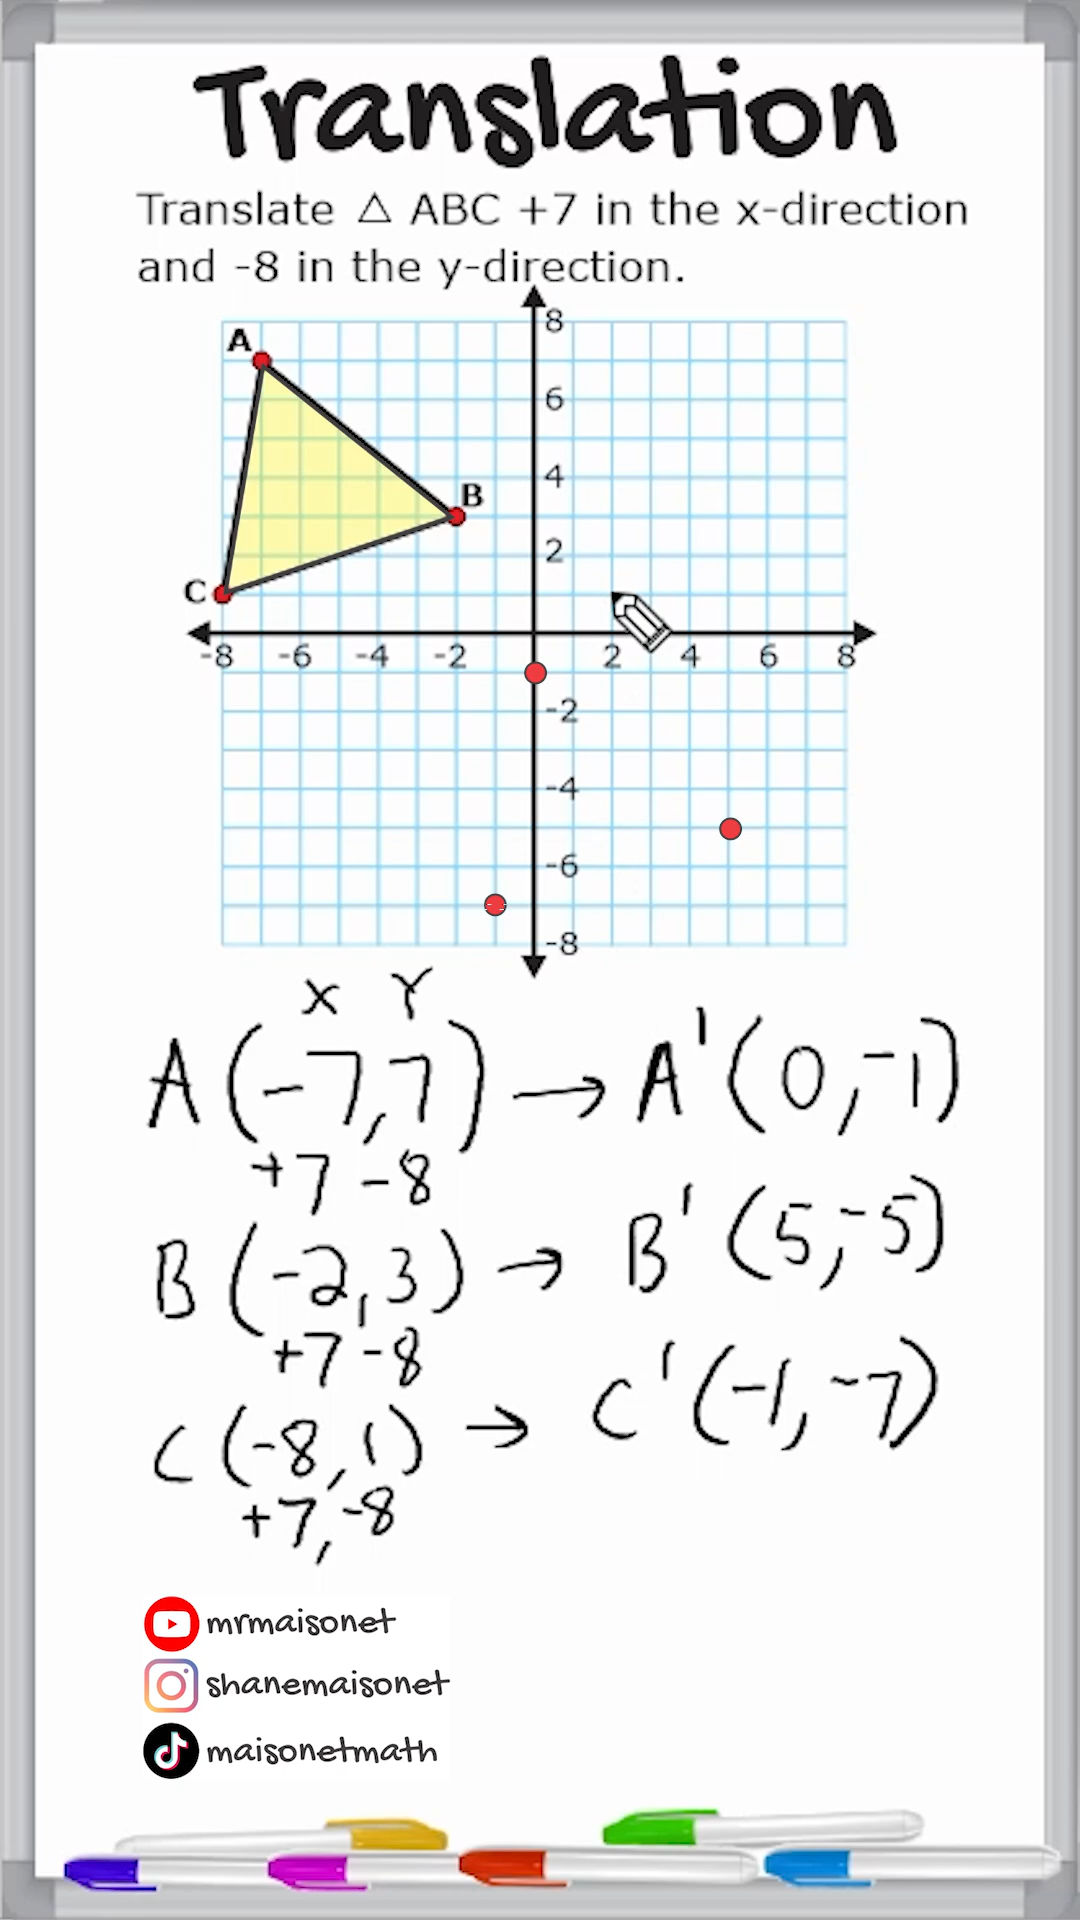 Translation
Translate △ ABC +7 in the x-direction
and -8 in the y-direction.
8
A
6
4
B
2
C
-8 -6 -4 -2 2 4 6 8
-2
-4
-6
-8
X Y
A (-7,7) → A'(0,-1)
+7 -8
B (-2,3) → B'(5,-5)
+7 -8
C (-8,1) → C'(-1,-7)
+7,-8
mrmaisonet
shanemaisonet
maisonetmath